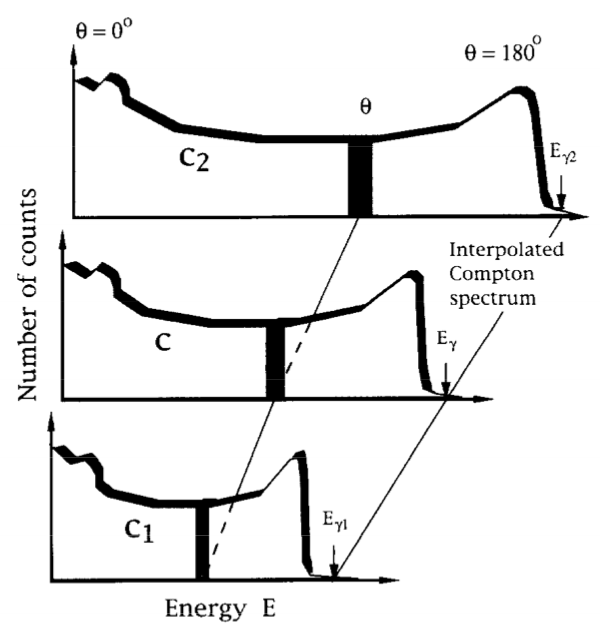 θ = 0°
θ = 180°
θ
C2
Eγ2
Interpolated
Compton
spectrum
Number of counts
C
Eγ
C1
Eγ1
Energy E